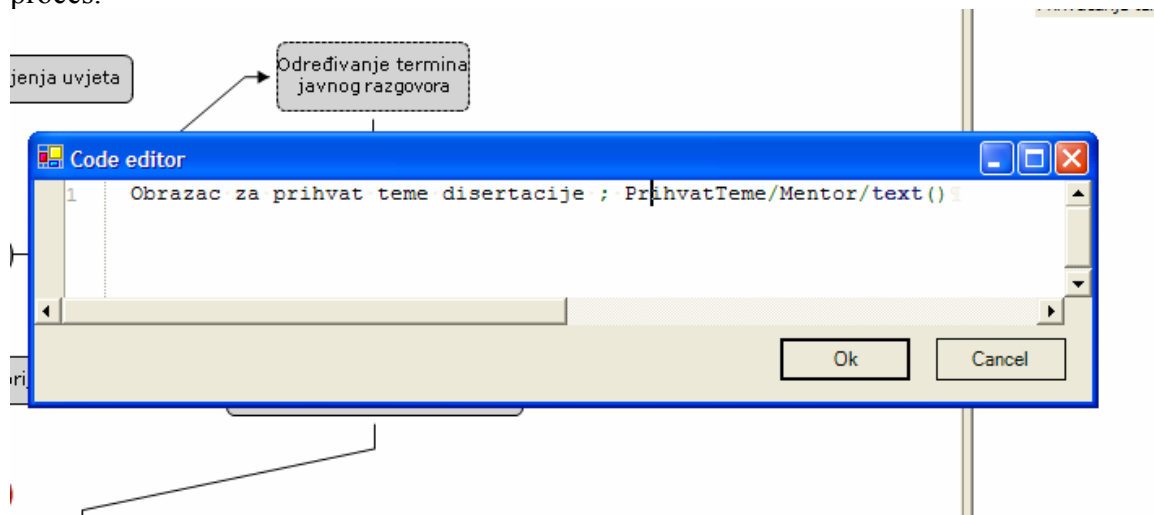 proces.
jenja uvjeta
Određivanje termina
javnog razgovora
Code editor
1 Obrazac za prihvat teme disertacije ; PrihvatTeme/Mentor/text()¶
Ok Cancel